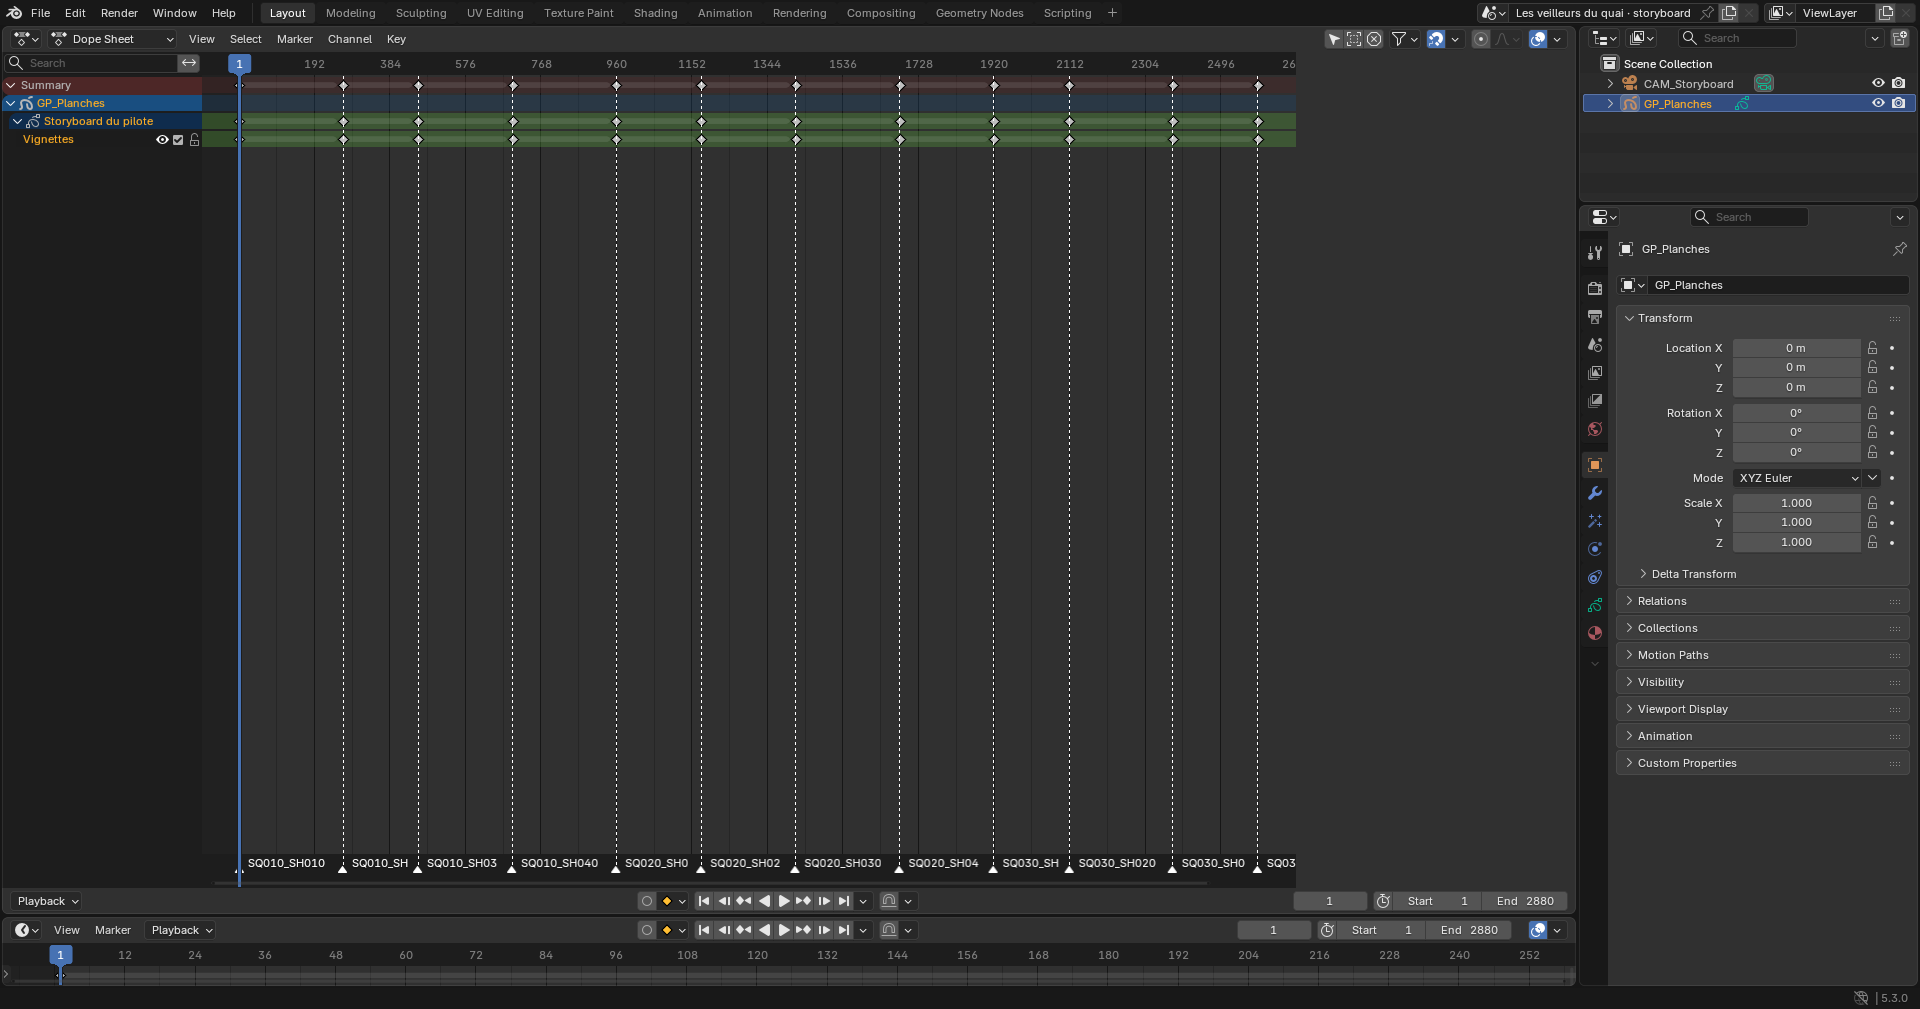 File Edit Render Window Help Layout Modeling Sculpting UV Editing Texture Paint Shading Animation Rendering Compositing Geometry Nodes Scripting + Les veilleurs du quai · storyboard ViewLayer
Dope Sheet View Select Marker Channel Key
Search 1 192 384 576 768 960 1152 1344 1536 1728 1920 2112 2304 2496 26
Summary
GP_Planches
Storyboard du pilote
Vignettes
SQ010_SH010 SQ010_SH SQ010_SH03 SQ010_SH040 SQ020_SH0 SQ020_SH02 SQ020_SH030 SQ020_SH04 SQ030_SH SQ030_SH020 SQ030_SH0 SQ03
Playback 1 Start 1 End 2880
View Marker Playback 1 Start 1 End 2880
1 12 24 36 48 60 72 84 96 108 120 132 144 156 168 180 192 204 216 228 240 252
Search
Scene Collection
CAM_Storyboard
GP_Planches
Search
GP_Planches
GP_Planches
Transform
Location X 0 m
Y 0 m
Z 0 m
Rotation X 0°
Y 0°
Z 0°
Mode XYZ Euler
Scale X 1.000
Y 1.000
Z 1.000
Delta Transform
Relations
Collections
Motion Paths
Visibility
Viewport Display
Animation
Custom Properties
5.3.0